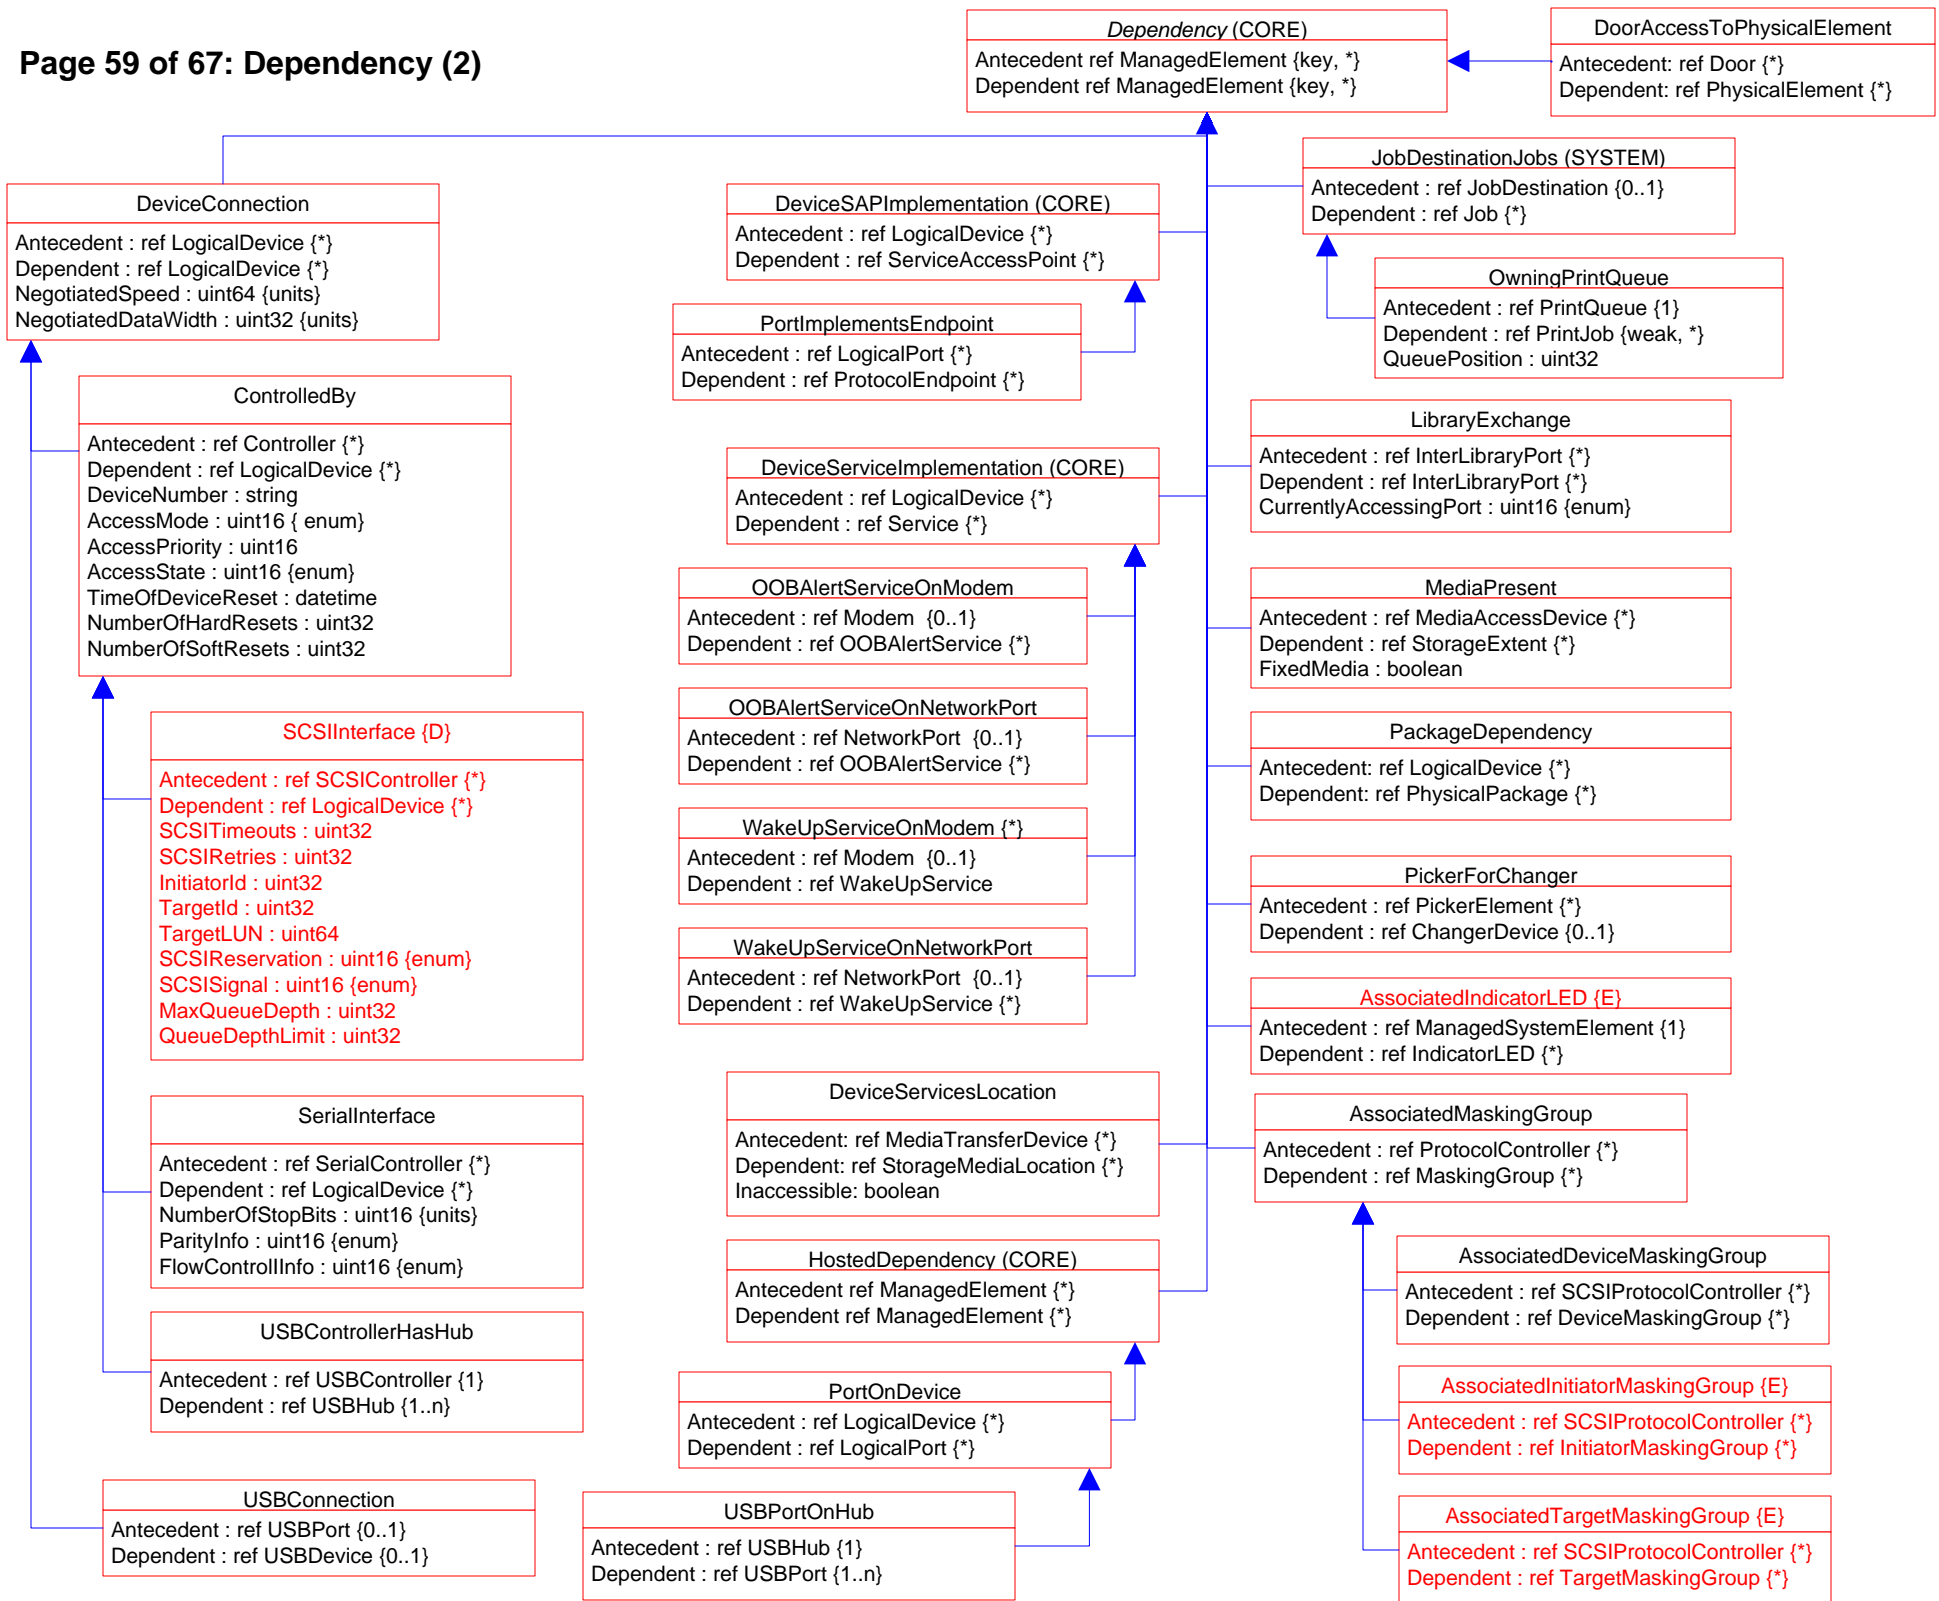 Page 59 of 67: Dependency (2)
Dependency (CORE)
Antecedent ref ManagedElement {key, *}
Dependent ref ManagedElement {key, *}
DoorAccessToPhysicalElement
Antecedent: ref Door {*}
Dependent: ref PhysicalElement {*}
DeviceConnection
Antecedent : ref LogicalDevice {*}
Dependent : ref LogicalDevice {*}
NegotiatedSpeed : uint64 {units}
NegotiatedDataWidth : uint32 {units}
ControlledBy
Antecedent : ref Controller {*}
Dependent : ref LogicalDevice {*}
DeviceNumber : string
AccessMode : uint16 { enum}
AccessPriority : uint16
AccessState : uint16 {enum}
TimeOfDeviceReset : datetime
NumberOfHardResets : uint32
NumberOfSoftResets : uint32
SCSIInterface {D}
Antecedent : ref SCSIController {*}
Dependent : ref LogicalDevice {*}
SCSITimeouts : uint32
SCSIRetries : uint32
InitiatorId : uint32
TargetId : uint32
TargetLUN : uint64
SCSIReservation : uint16 {enum}
SCSISignal : uint16 {enum}
MaxQueueDepth : uint32
QueueDepthLimit : uint32
SerialInterface
Antecedent : ref SerialController {*}
Dependent : ref LogicalDevice {*}
NumberOfStopBits : uint16 {units}
ParityInfo : uint16 {enum}
FlowControlInfo : uint16 {enum}
USBControllerHasHub
Antecedent : ref USBController {1}
Dependent : ref USBHub {1..n}
USBConnection
Antecedent : ref USBPort {0..1}
Dependent : ref USBDevice {0..1}
DeviceSAPImplementation (CORE)
Antecedent : ref LogicalDevice {*}
Dependent : ref ServiceAccessPoint {*}
PortImplementsEndpoint
Antecedent : ref LogicalPort {*}
Dependent : ref ProtocolEndpoint {*}
DeviceServiceImplementation (CORE)
Antecedent : ref LogicalDevice {*}
Dependent : ref Service {*}
OOBAlertServiceOnModem
Antecedent : ref Modem {0..1}
Dependent : ref OOBAlertService {*}
OOBAlertServiceOnNetworkPort
Antecedent : ref NetworkPort {0..1}
Dependent : ref OOBAlertService {*}
WakeUpServiceOnModem {*}
Antecedent : ref Modem {0..1}
Dependent : ref WakeUpService
WakeUpServiceOnNetworkPort
Antecedent : ref NetworkPort {0..1}
Dependent : ref WakeUpService {*}
DeviceServicesLocation
Antecedent: ref MediaTransferDevice {*}
Dependent: ref StorageMediaLocation {*}
Inaccessible: boolean
HostedDependency (CORE)
Antecedent ref ManagedElement {*}
Dependent ref ManagedElement {*}
PortOnDevice
Antecedent : ref LogicalDevice {*}
Dependent : ref LogicalPort {*}
USBPortOnHub
Antecedent : ref USBHub {1}
Dependent : ref USBPort {1..n}
JobDestinationJobs (SYSTEM)
Antecedent : ref JobDestination {0..1}
Dependent : ref Job {*}
OwningPrintQueue
Antecedent : ref PrintQueue {1}
Dependent : ref PrintJob {weak, *}
QueuePosition : uint32
LibraryExchange
Antecedent : ref InterLibraryPort {*}
Dependent : ref InterLibraryPort {*}
CurrentlyAccessingPort : uint16 {enum}
MediaPresent
Antecedent : ref MediaAccessDevice {*}
Dependent : ref StorageExtent {*}
FixedMedia : boolean
PackageDependency
Antecedent: ref LogicalDevice {*}
Dependent: ref PhysicalPackage {*}
PickerForChanger
Antecedent : ref PickerElement {*}
Dependent : ref ChangerDevice {0..1}
AssociatedIndicatorLED {E}
Antecedent : ref ManagedSystemElement {1}
Dependent : ref IndicatorLED {*}
AssociatedMaskingGroup
Antecedent : ref ProtocolController {*}
Dependent : ref MaskingGroup {*}
AssociatedDeviceMaskingGroup
Antecedent : ref SCSIProtocolController {*}
Dependent : ref DeviceMaskingGroup {*}
AssociatedInitiatorMaskingGroup {E}
Antecedent : ref SCSIProtocolController {*}
Dependent : ref InitiatorMaskingGroup {*}
AssociatedTargetMaskingGroup {E}
Antecedent : ref SCSIProtocolController {*}
Dependent : ref TargetMaskingGroup {*}